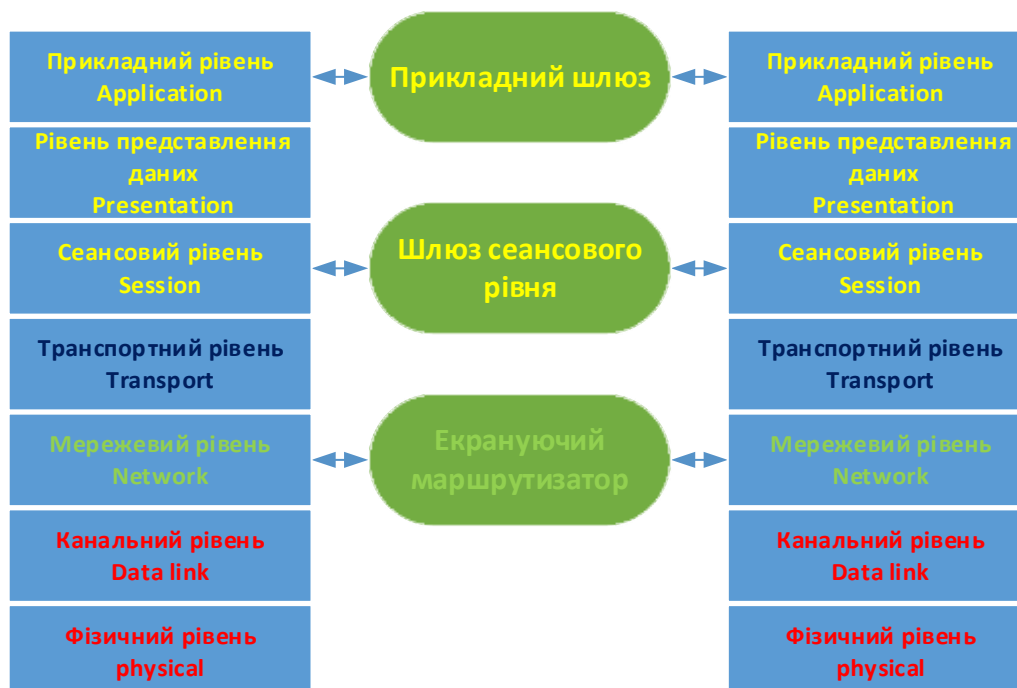 Прикладний рівень
Application
Рівень представлення
даних
Presentation
Сеансовий рівень
Session
Транспортний рівень
Transport
Мережевий рівень
Network
Канальний рівень
Data link
Фізичний рівень
physical
Прикладний шлюз
Шлюз сеансового
рівня
Екрануючий
маршрутизатор
Прикладний рівень
Application
Рівень представлення
даних
Presentation
Сеансовий рівень
Session
Транспортний рівень
Transport
Мережевий рівень
Network
Канальний рівень
Data link
Фізичний рівень
physical